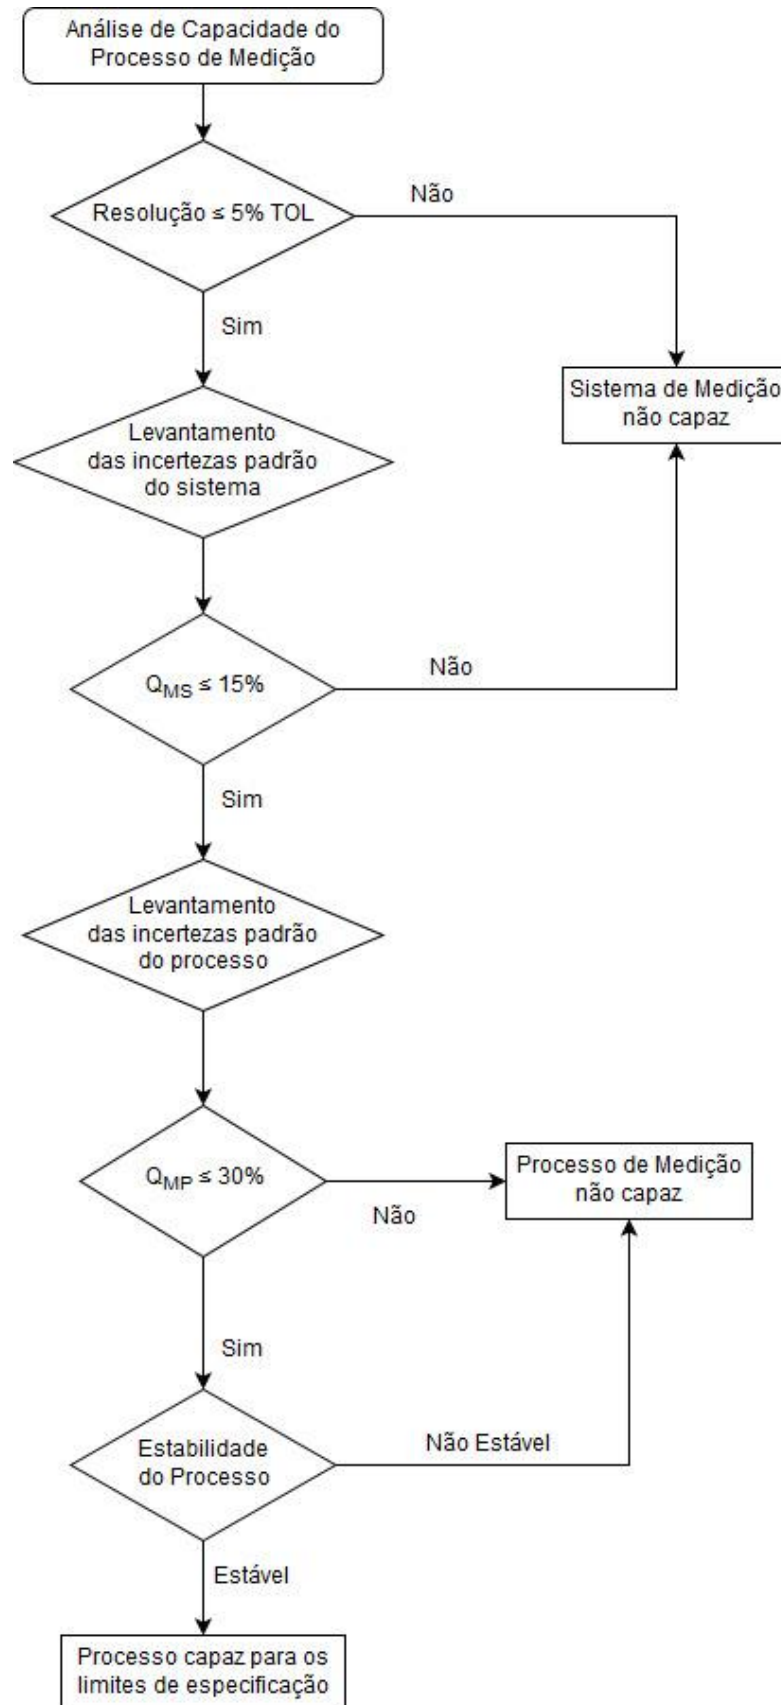 Análise de Capacidade do
Processo de Medição
Resolução ≤ 5% TOL
Não
Sim
Sistema de Medição
não capaz
Levantamento
das incertezas padrão
do sistema
QMS ≤ 15%
Não
Sim
Levantamento
das incertezas padrão
do processo
QMP ≤ 30%
Não
Processo de Medição
não capaz
Sim
Estabilidade
do Processo
Não Estável
Estável
Processo capaz para os
limites de especificação